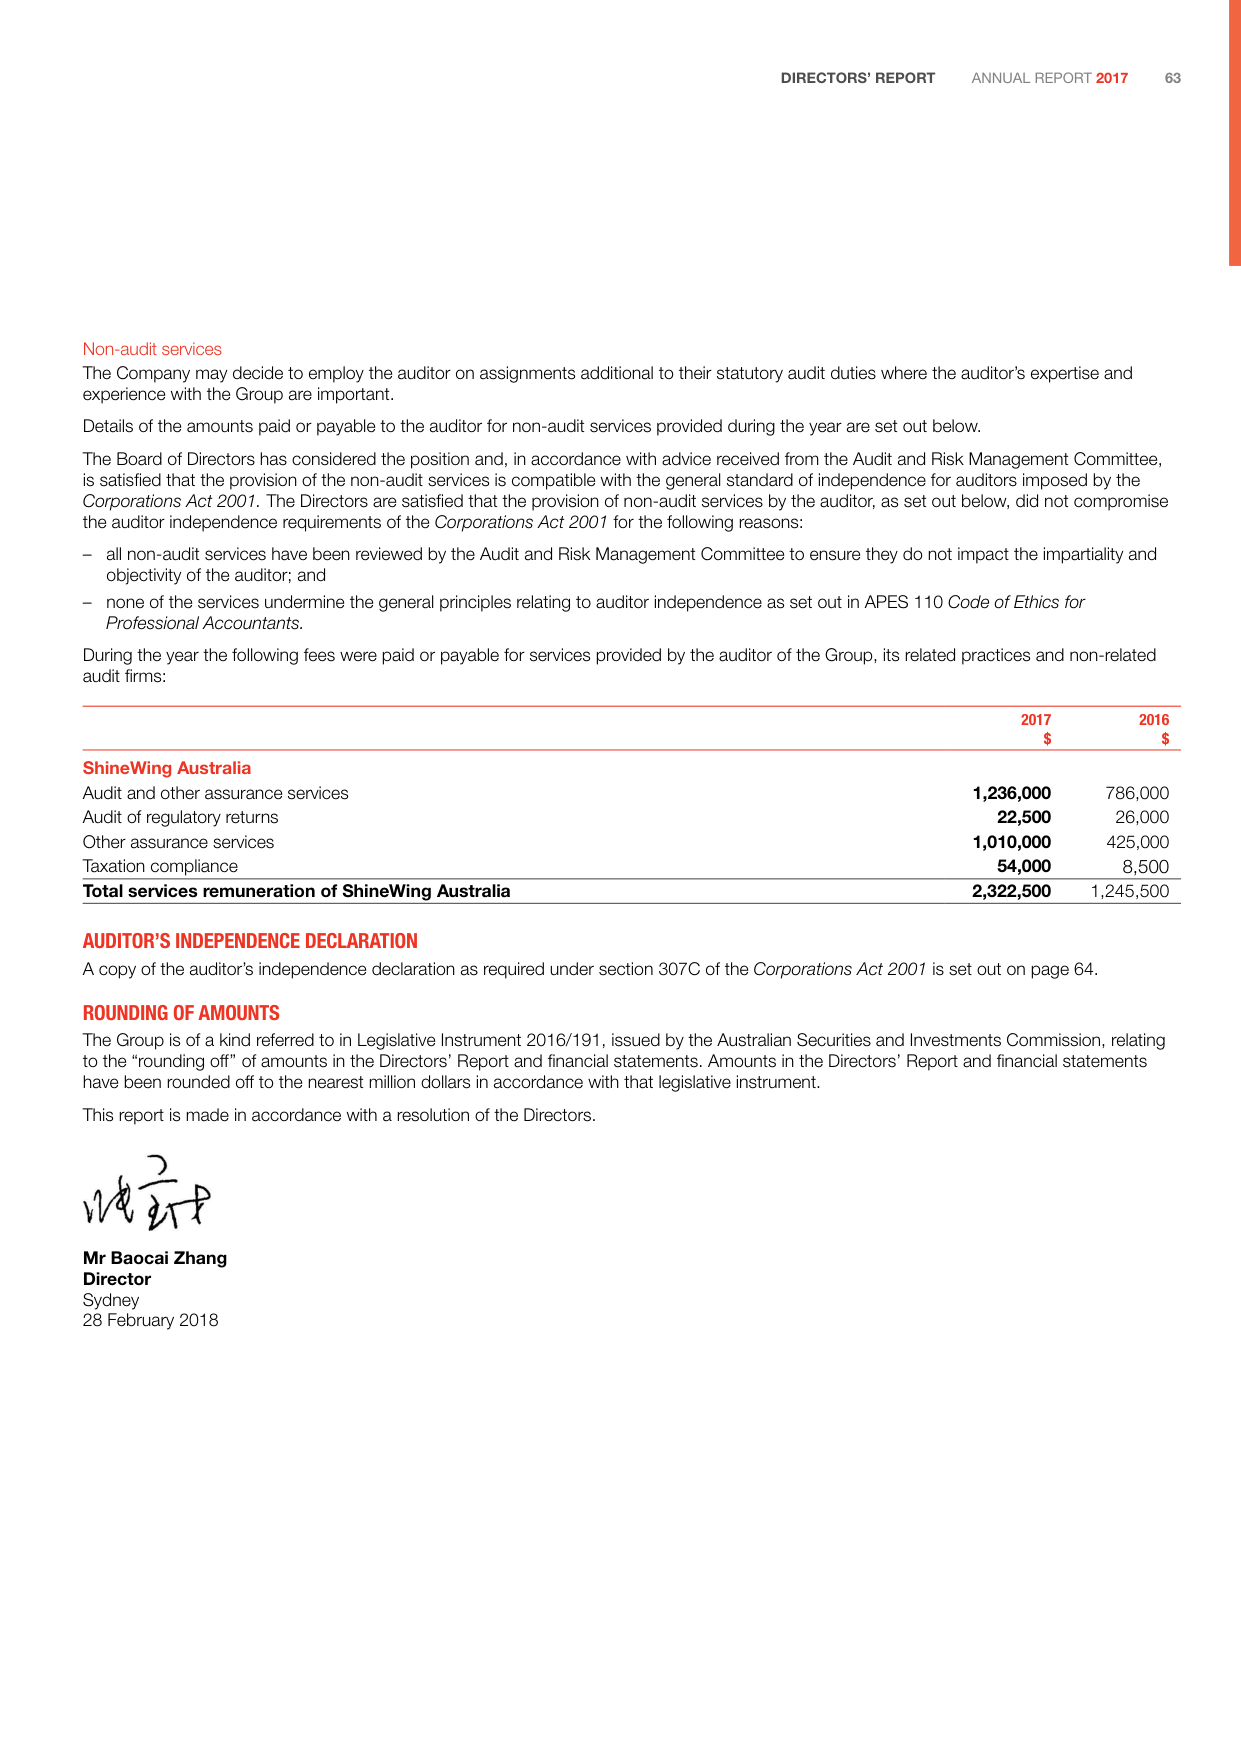 DIRECTORS’ REPORT ANNUAL REPORT 2017 63
Non-audit services
The Company may decide to employ the auditor on assignments additional to their statutory audit duties where the auditor’s expertise and
experience with the Group are important.
Details of the amounts paid or payable to the auditor for non-audit services provided during the year are set out below.
The Board of Directors has considered the position and, in accordance with advice received from the Audit and Risk Management Committee,
is satisfied that the provision of the non-audit services is compatible with the general standard of independence for auditors imposed by the
Corporations Act 2001. The Directors are satisfied that the provision of non-audit services by the auditor, as set out below, did not compromise
the auditor independence requirements of the Corporations Act 2001 for the following reasons:
– all non-audit services have been reviewed by the Audit and Risk Management Committee to ensure they do not impact the impartiality and
objectivity of the auditor; and
– none of the services undermine the general principles relating to auditor independence as set out in APES 110 Code of Ethics for
Professional Accountants.
During the year the following fees were paid or payable for services provided by the auditor of the Group, its related practices and non-related
audit firms:
2017 2016
$ $
ShineWing Australia
Audit and other assurance services 1,236,000 786,000
Audit of regulatory returns 22,500 26,000
Other assurance services 1,010,000 425,000
Taxation compliance 54,000 8,500
Total services remuneration of ShineWing Australia 2,322,500 1,245,500
AUDITOR’S INDEPENDENCE DECLARATION
A copy of the auditor’s independence declaration as required under section 307C of the Corporations Act 2001 is set out on page 64.
ROUNDING OF AMOUNTS
The Group is of a kind referred to in Legislative Instrument 2016/191, issued by the Australian Securities and Investments Commission, relating
to the “rounding off” of amounts in the Directors’ Report and financial statements. Amounts in the Directors’ Report and financial statements
have been rounded off to the nearest million dollars in accordance with that legislative instrument.
This report is made in accordance with a resolution of the Directors.
Mr Baocai Zhang
Director
Sydney
28 February 2018